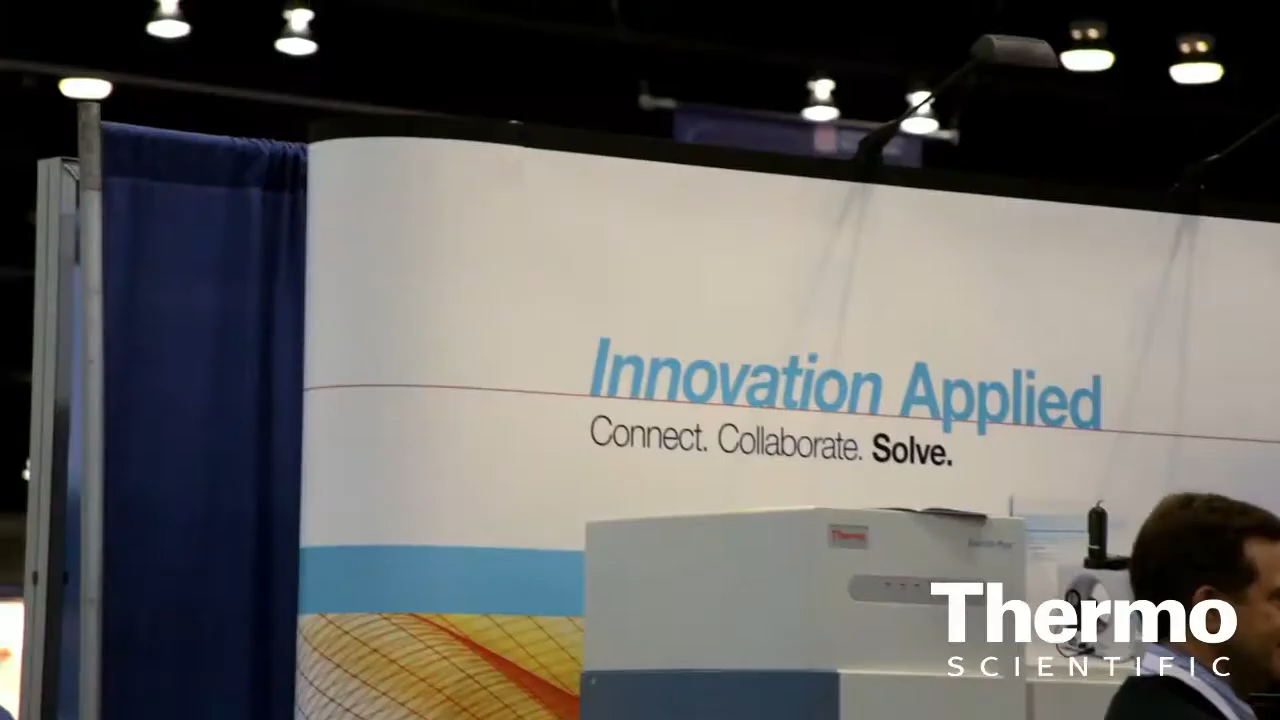 Innovation Applied
Connect. Collaborate. Solve.
Thermo
Thermo
SCIENTIFIC